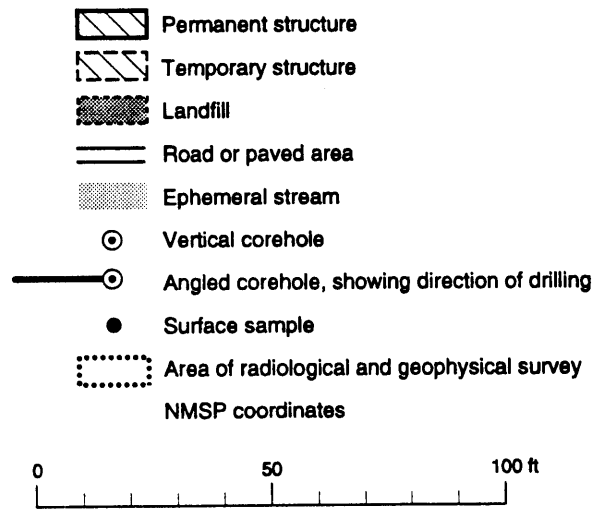 Permanent structure
Temporary structure
Landfill
Road or paved area
Ephemeral stream
Vertical corehole
Angled corehole, showing direction of drilling
Surface sample
Area of radiological and geophysical survey
NMSP coordinates
0 50 100 ft